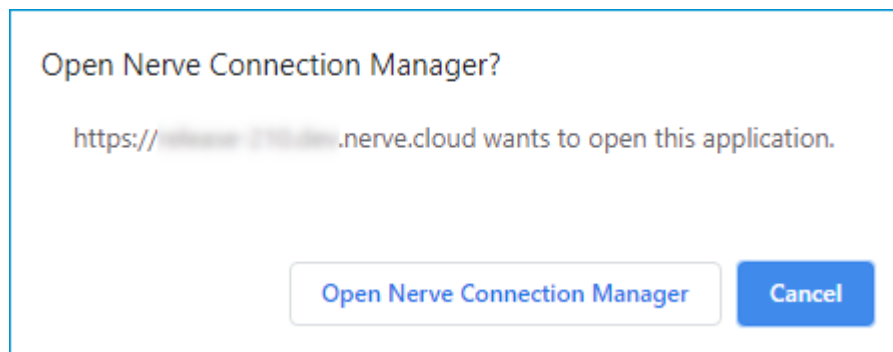 Open Nerve Connection Manager?
https:// .nerve.cloud wants to open this application.
Open Nerve Connection Manager
Cancel